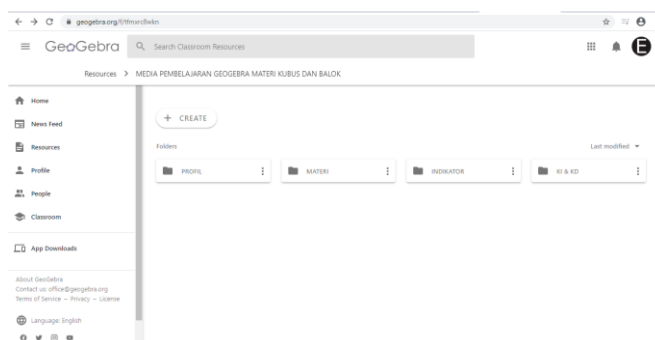 geogebra.org/f/
GeoGebra
Search Classroom Resources
E
Resources > MEDIA PEMBELAJARAN GEOGEBRA MATERI KUBUS DAN BALOK
Home
News Feed
Resources
Profile
People
Classroom
App Downloads
About GeoGebra
Contact us: office@geogebra.org
Terms of Service – Privacy – License
Language: English
+ CREATE
Folders
Last modified
PROFIL
MATERI
INDIKATOR
KI & KD